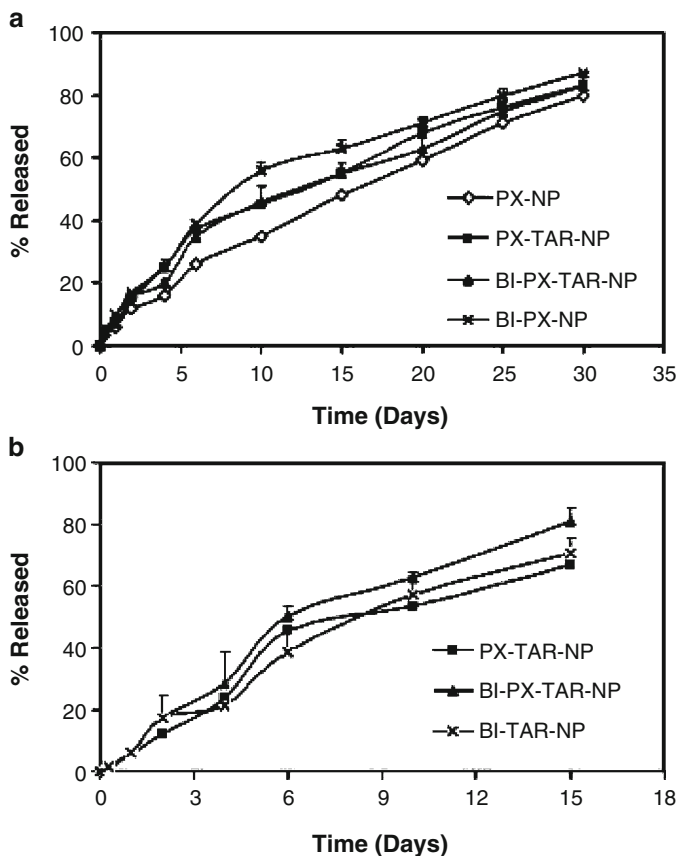 a
100
80
60
40
20
0
% Released
PX-NP
PX-TAR-NP
BI-PX-TAR-NP
BI-PX-NP
0 5 10 15 20 25 30 35
Time (Days)
b
100
80
60
40
20
0
% Released
PX-TAR-NP
BI-PX-TAR-NP
BI-TAR-NP
0 3 6 9 12 15 18
Time (Days)